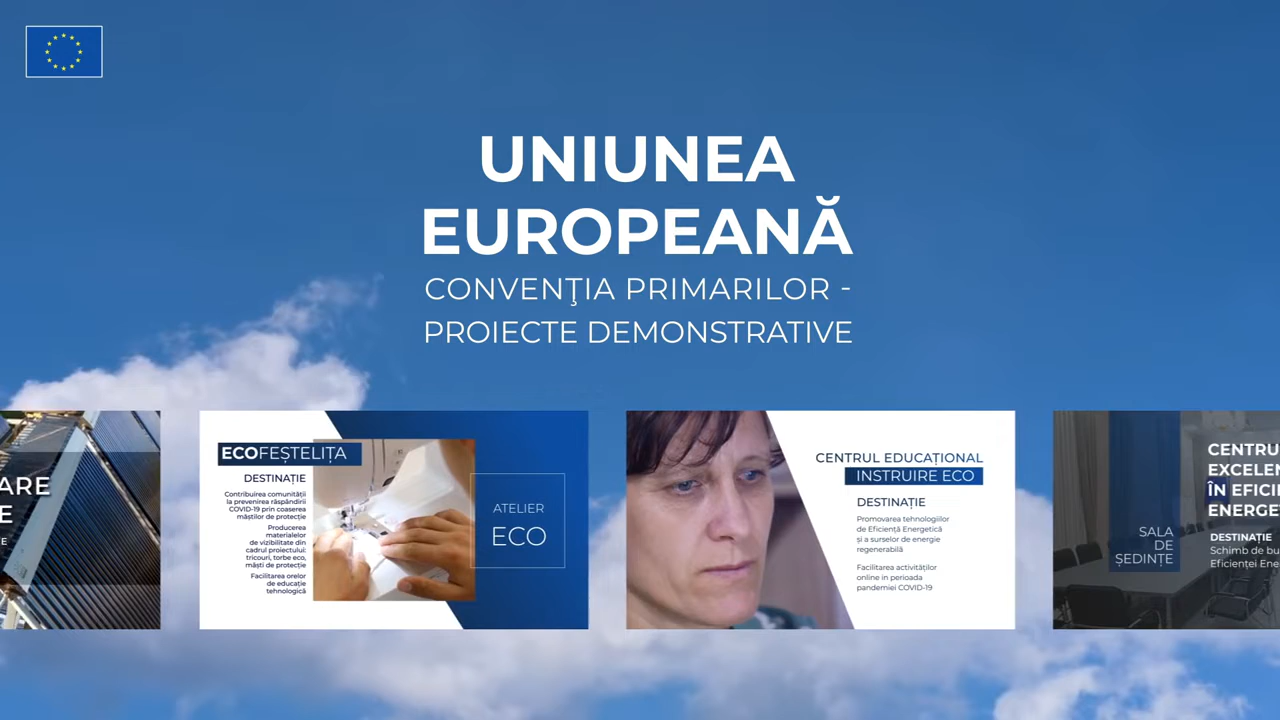 UNIUNEA
EUROPEANĂ
CONVENŢIA PRIMARILOR -
PROIECTE DEMONSTRATIVE
ECOFEȘTELIȚA
DESTINAȚIE
Contribuirea comunității
la prevenirea răspândirii
COVID-19 prin coaserea
măștilor de protecție
Producerea
materialelor
de vizibilitate din
cadrul proiectului:
tricouri, torbe eco,
măști de protecție
Facilitarea orelor
de educație
tehnologică
ATELIER
ECO
CENTRUL EDUCAȚIONAL
INSTRUIRE ECO
DESTINAȚIE
Promovarea tehnologiilor
de Eficiență Energetică
și a surselor de energie
regenerabilă
Facilitarea activităților
online in perioada
pandemiei COVID-19
SALA
DE
ȘEDINȚE
CENTRU
EXCELEN
ÎN EFICI
ENERGE
DESTINAȚIE
Schimb de bu
Eficienței Ene